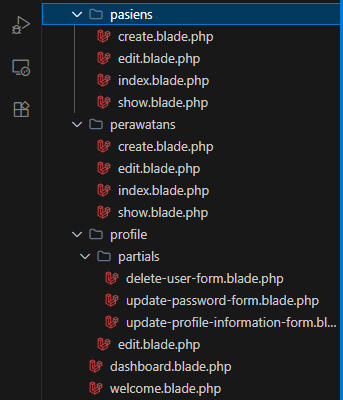 pasiens
create.blade.php
edit.blade.php
index.blade.php
show.blade.php
perawatans
create.blade.php
edit.blade.php
index.blade.php
show.blade.php
profile
partials
delete-user-form.blade.php
update-password-form.blade.php
update-profile-information-form.bl...
edit.blade.php
dashboard.blade.php
welcome.blade.php